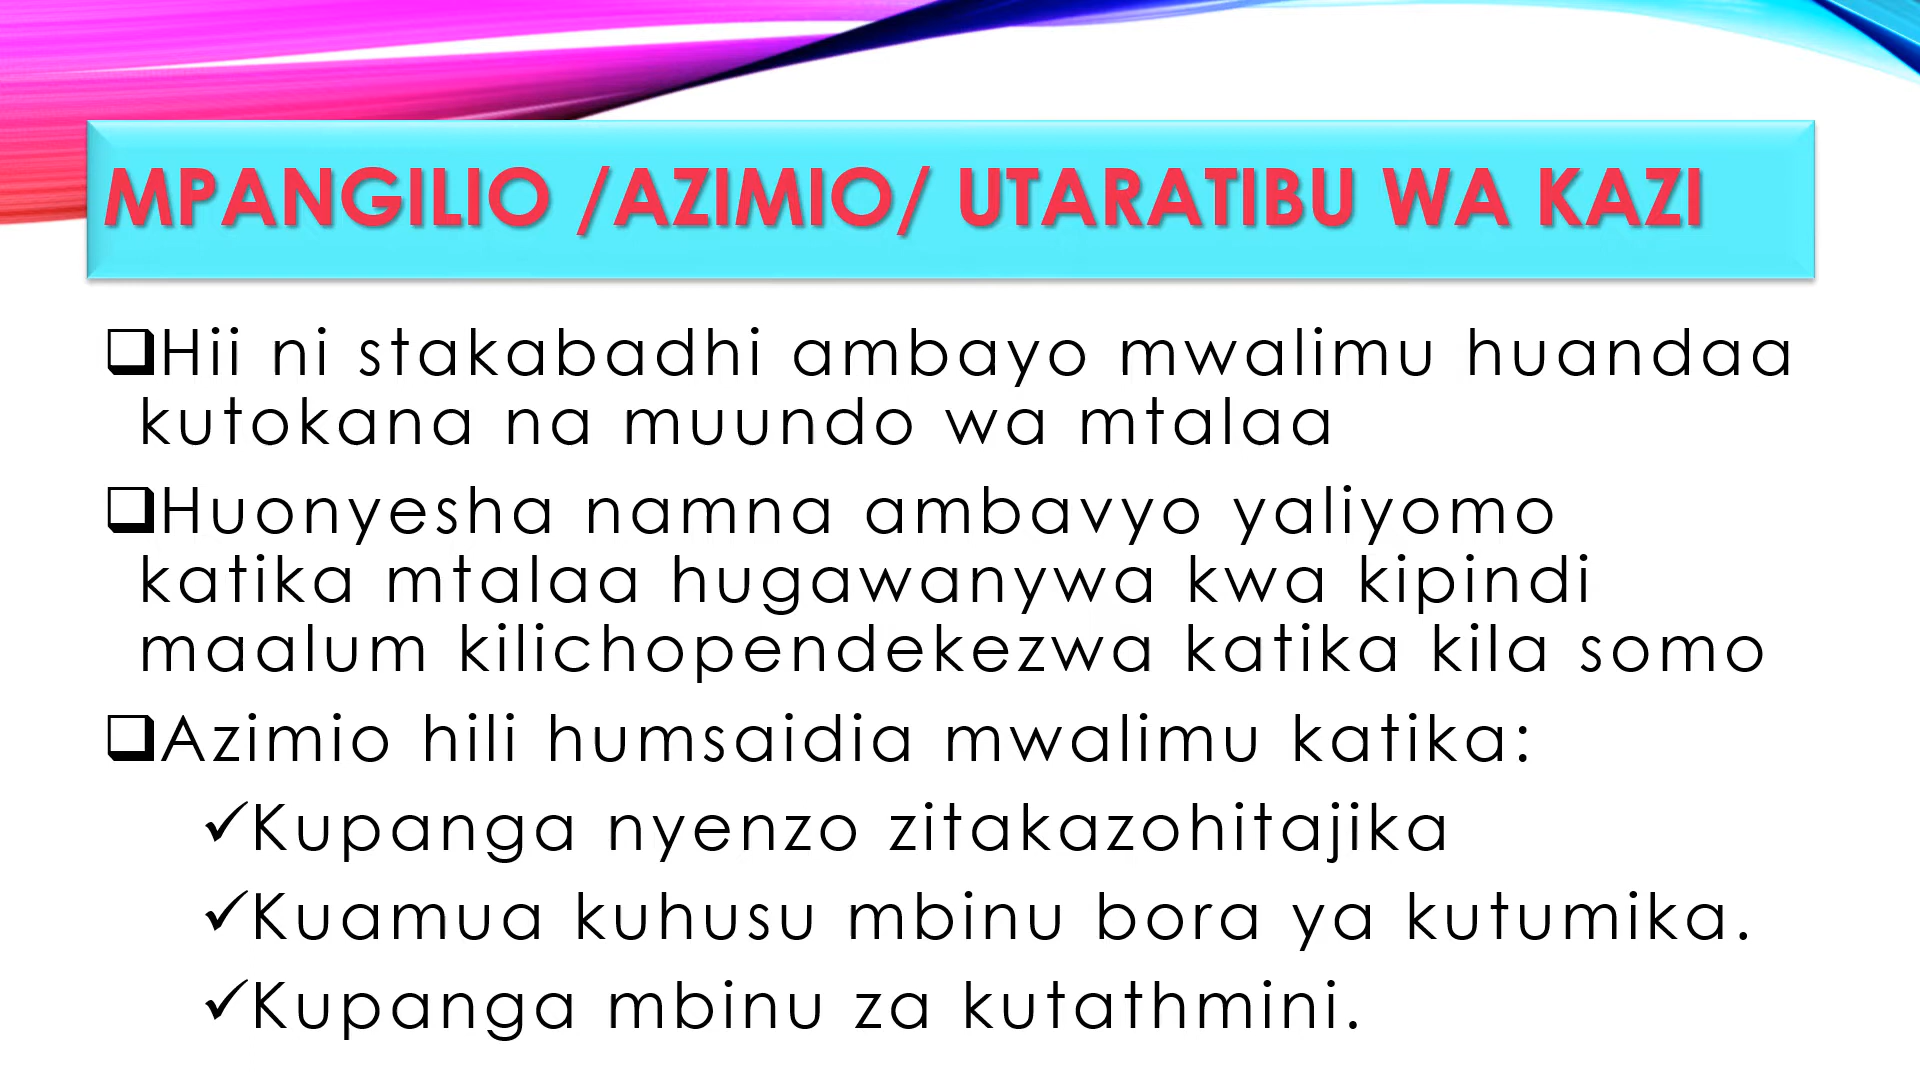 MPANGILIO /AZIMIO/ UTARATIBU WA KAZI
❑Hii ni stakabadhi ambayo mwalimu huandaa
kutokana na muundo wa mtalaa
❑Huonyesha namna ambavyo yaliyomo
katika mtalaa hugawanywa kwa kipindi
maalum kilichopendekezwa katika kila somo
❑Azimio hili humsaidia mwalimu katika:
✓Kupanga nyenzo zitakazohitajika
✓Kuamua kuhusu mbinu bora ya kutumika.
✓Kupanga mbinu za kutathmini.